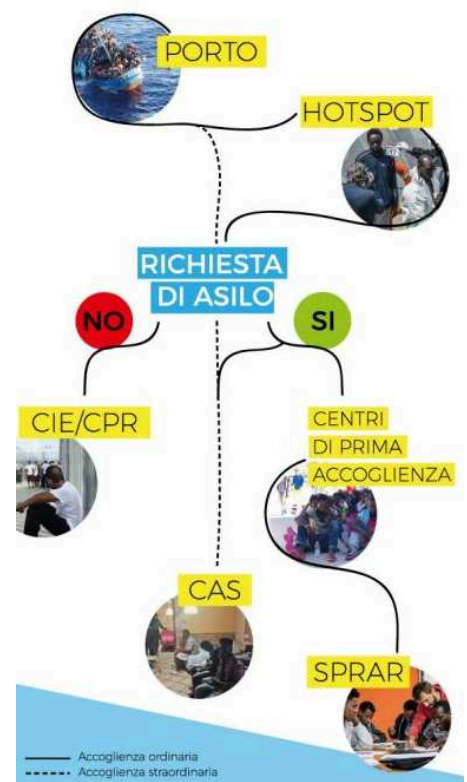 PORTO
HOTSPOT
RICHIESTA
DI ASILO
NO
SI
CIE/CPR
CENTRI
DI PRIMA
ACCOGLIENZA
CAS
SPRAR
Accoglienza ordinaria
Accoglienza straordinaria